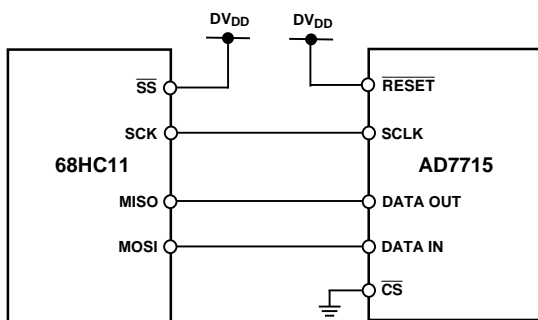 DVDD DVDD
SS RESET
SCK SCLK
68HC11 AD7715
MISO DATA OUT
MOSI DATA IN
CS